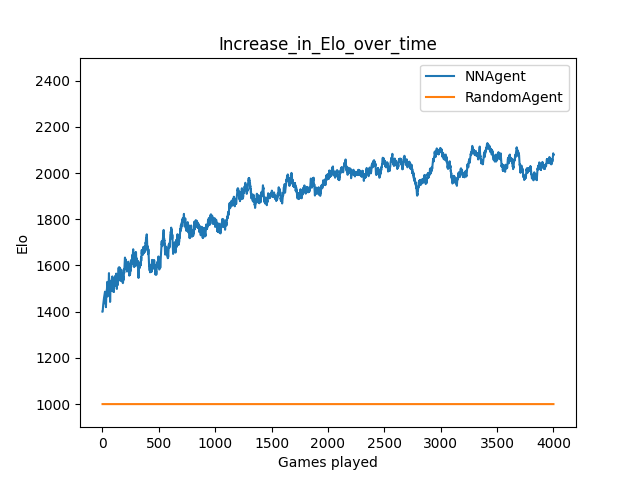 Increase_in_Elo_over_time
NNAgent
RandomAgent
Elo
2400
2200
2000
1800
1600
1400
1200
1000
0 500 1000 1500 2000 2500 3000 3500 4000
Games played